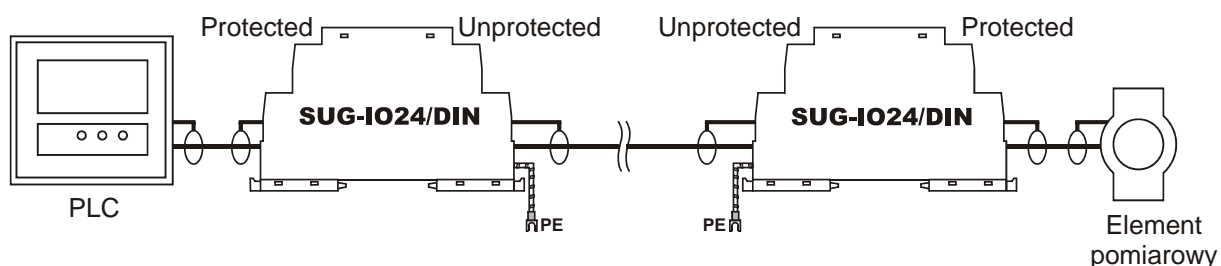 Protected Unprotected Unprotected Protected
SUG-IO24/DIN SUG-IO24/DIN
PLC
PE PE
Element
pomiarowy